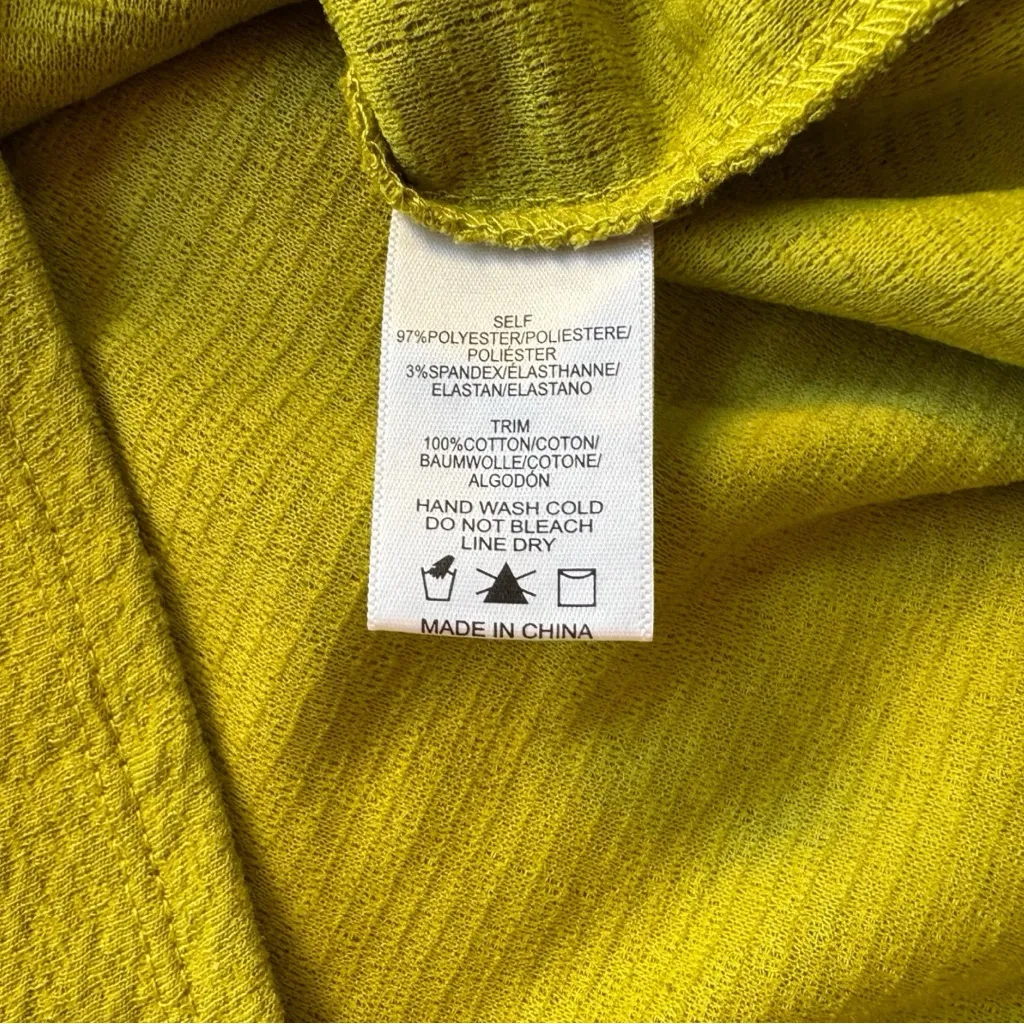 SELF
97%POLYESTER/POLIESTERE/
POLIÉSTER
3%SPANDEX/ÉLASTHANNE/
ELASTAN/ELASTANO
TRIM
100%COTTON/COTON/
BAUMWOLLE/COTONE/
ALGODÓN
HAND WASH COLD
DO NOT BLEACH
LINE DRY
MADE IN CHINA